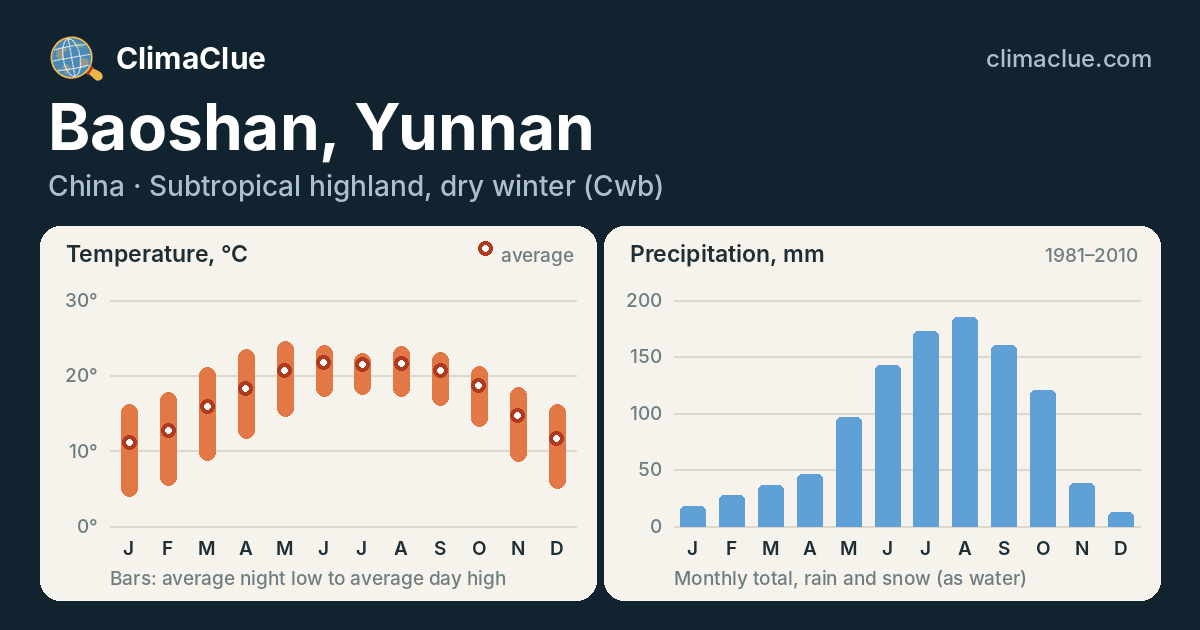 ClimaClue
climaclue.com
Baoshan, Yunnan
China · Subtropical highland, dry winter (Cwb)
Temperature, °C
average
30°
20°
10°
0°
J F M A M J J A S O N D
Bars: average night low to average day high
Precipitation, mm
1981–2010
200
150
100
50
0
J F M A M J J A S O N D
Monthly total, rain and snow (as water)